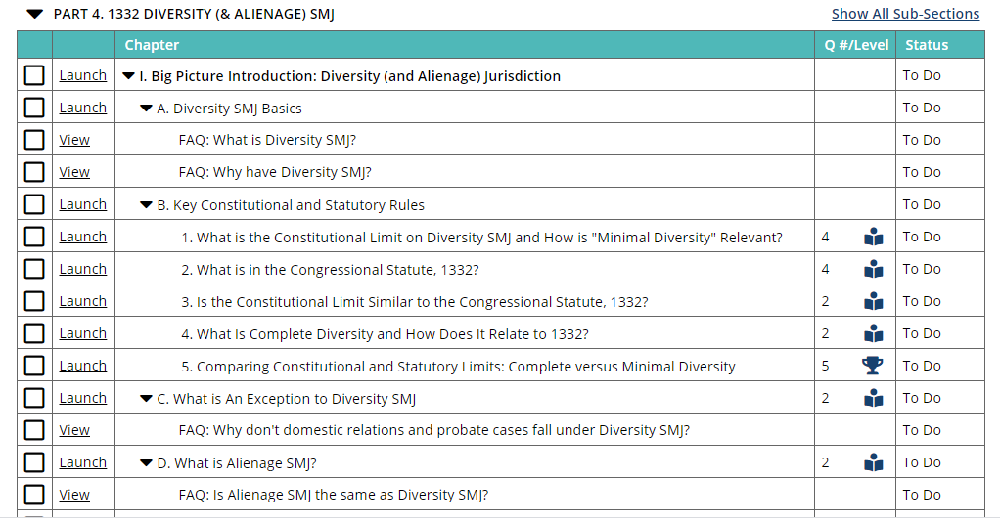 PART 4. 1332 DIVERSITY (& ALIENAGE) SMJ Show All Sub-Sections
Chapter Q #/Level Status
Launch I. Big Picture Introduction: Diversity (and Alienage) Jurisdiction To Do
Launch A. Diversity SMJ Basics To Do
View FAQ: What is Diversity SMJ? To Do
View FAQ: Why have Diversity SMJ? To Do
Launch B. Key Constitutional and Statutory Rules To Do
Launch 1. What is the Constitutional Limit on Diversity SMJ and How is "Minimal Diversity" Relevant? 4 To Do
Launch 2. What is in the Congressional Statute, 1332? 4 To Do
Launch 3. Is the Constitutional Limit Similar to the Congressional Statute, 1332? 2 To Do
Launch 4. What Is Complete Diversity and How Does It Relate to 1332? 2 To Do
Launch 5. Comparing Constitutional and Statutory Limits: Complete versus Minimal Diversity 5 To Do
Launch C. What is An Exception to Diversity SMJ 2 To Do
View FAQ: Why don't domestic relations and probate cases fall under Diversity SMJ? To Do
Launch D. What is Alienage SMJ? 2 To Do
View FAQ: Is Alienage SMJ the same as Diversity SMJ? To Do